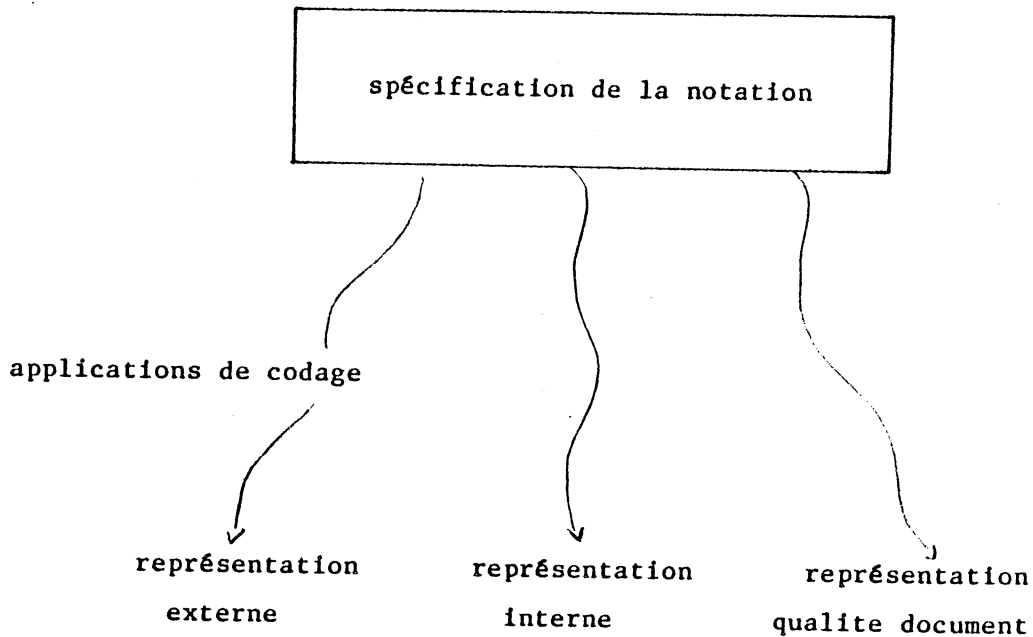 spécification de la notation
applications de codage
représentation
externe
représentation
interne
représentation
qualite document